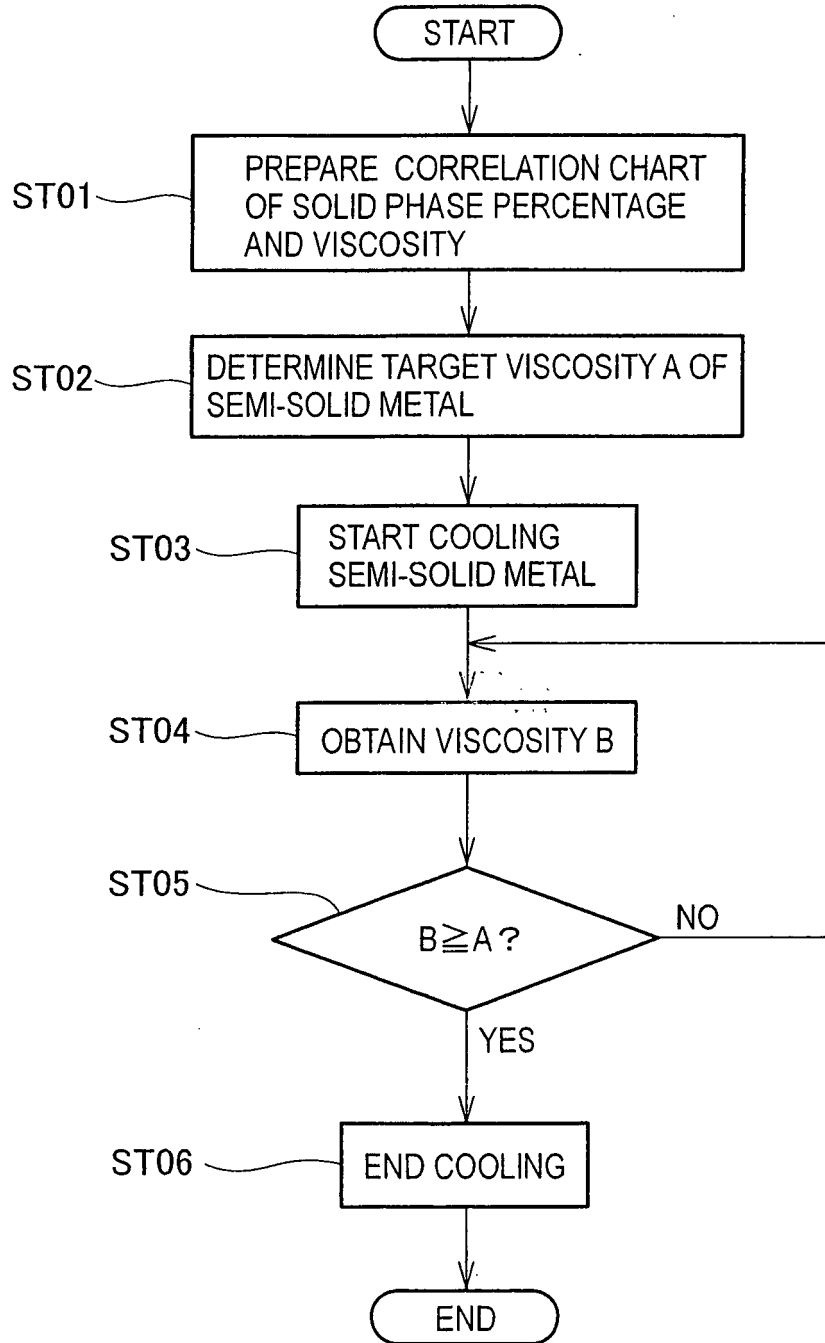 START
ST01
PREPARE CORRELATION CHART
OF SOLID PHASE PERCENTAGE
AND VISCOSITY
ST02
DETERMINE TARGET VISCOSITY A OF
SEMI-SOLID METAL
ST03
START COOLING
SEMI-SOLID METAL
ST04
OBTAIN VISCOSITY B
ST05
B≧A?
NO
YES
ST06
END COOLING
END